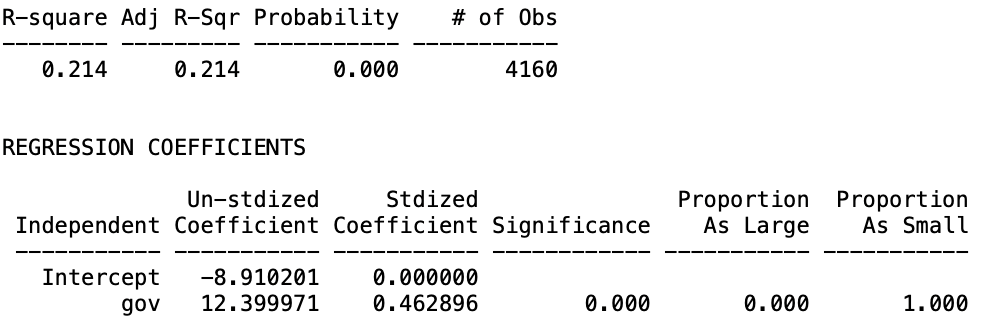 R-square Adj R-Sqr Probability    # of Obs
-------- --------- ----------- -----------
   0.214     0.214       0.000        4160
REGRESSION COEFFICIENTS
              Un-stdized     Stdized               Proportion  Proportion
 Independent Coefficient Coefficient Significance    As Large    As Small
 ----------- ----------- ----------- ------------ ----------- -----------
   Intercept   -8.910201    0.000000
         gov   12.399971    0.462896        0.000       0.000       1.000